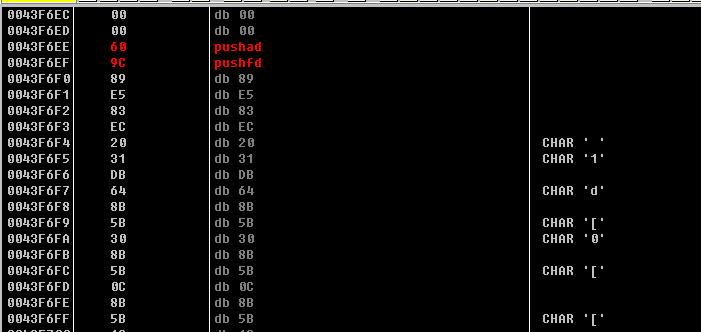 0043F6EC 00 db 00
0043F6ED 00 db 00
0043F6EE 60 pushad
0043F6EF 9C pushfd
0043F6F0 89 db 89
0043F6F1 E5 db E5
0043F6F2 83 db 83
0043F6F3 EC db EC
0043F6F4 20 db 20 CHAR ' '
0043F6F5 31 db 31 CHAR '1'
0043F6F6 DB db DB
0043F6F7 64 db 64 CHAR 'd'
0043F6F8 8B db 8B
0043F6F9 5B db 5B CHAR '['
0043F6FA 30 db 30 CHAR '0'
0043F6FB 8B db 8B
0043F6FC 5B db 5B CHAR '['
0043F6FD 0C db 0C
0043F6FE 8B db 8B
0043F6FF 5B db 5B CHAR '['